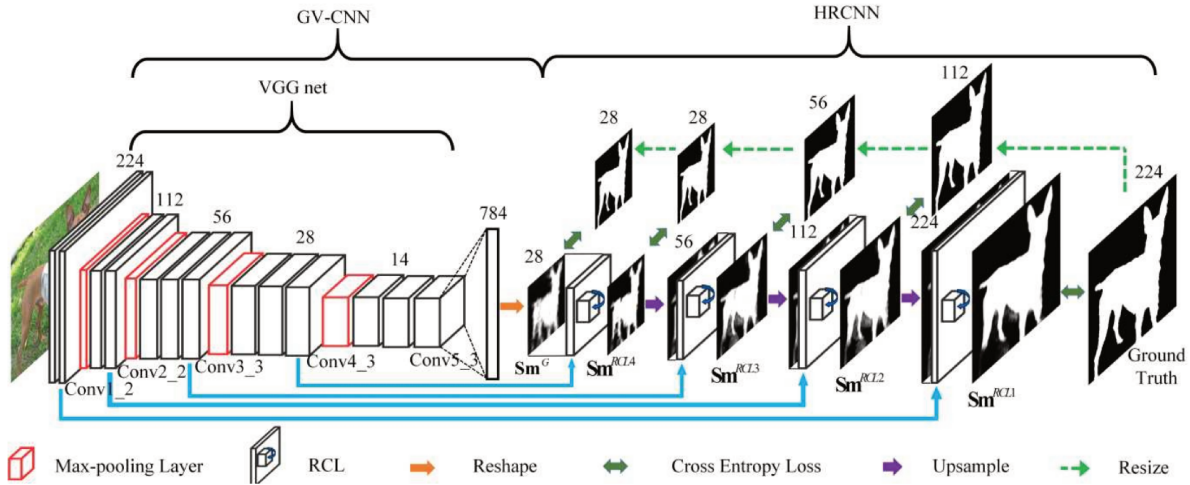 GV-CNN
HRCNN
VGG net
224
112
56
28
14
784
28
28
56
112
224
28
56
112
224
Conv1_2
Conv2_2
Conv3_3
Conv4_3
Conv5_3
Sm^G
Sm^RCL4
Sm^RCL3
Sm^RCL2
Sm^RCL1
Ground
Truth
Max-pooling Layer
RCL
Reshape
Cross Entropy Loss
Upsample
Resize